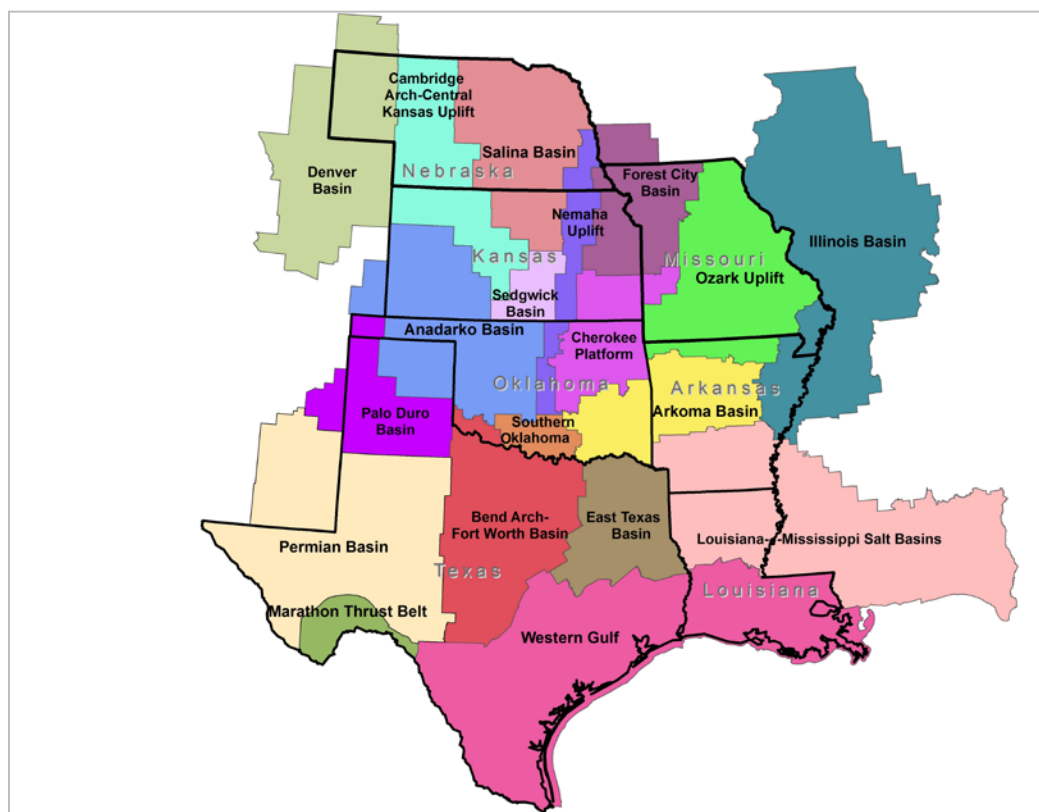 Cambridge
Arch-Central
Kansas Uplift
Salina Basin
Nebraska
Denver
Basin
Forest City
Basin
Nemaha
Uplift
Illinois Basin
Kansas
Missouri
Ozark Uplift
Sedgwick
Basin
Anadarko Basin
Cherokee
Platform
Oklahoma
Arkansas
Palo Duro
Basin
Arkoma Basin
Southern
Oklahoma
Bend Arch-
Fort Worth Basin
East Texas
Basin
Permian Basin
Louisiana--Mississippi Salt Basins
Texas
Louisiana
Marathon Thrust Belt
Western Gulf